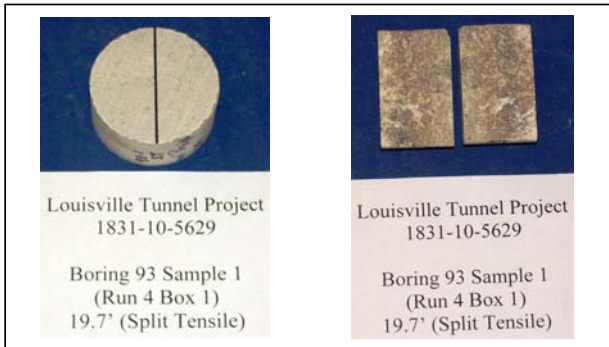 Louisville Tunnel Project
1831-10-5629
Boring 93 Sample 1
(Run 4 Box 1)
19.7' (Split Tensile)
Louisville Tunnel Project
1831-10-5629
Boring 93 Sample 1
(Run 4 Box 1)
19.7' (Split Tensile)